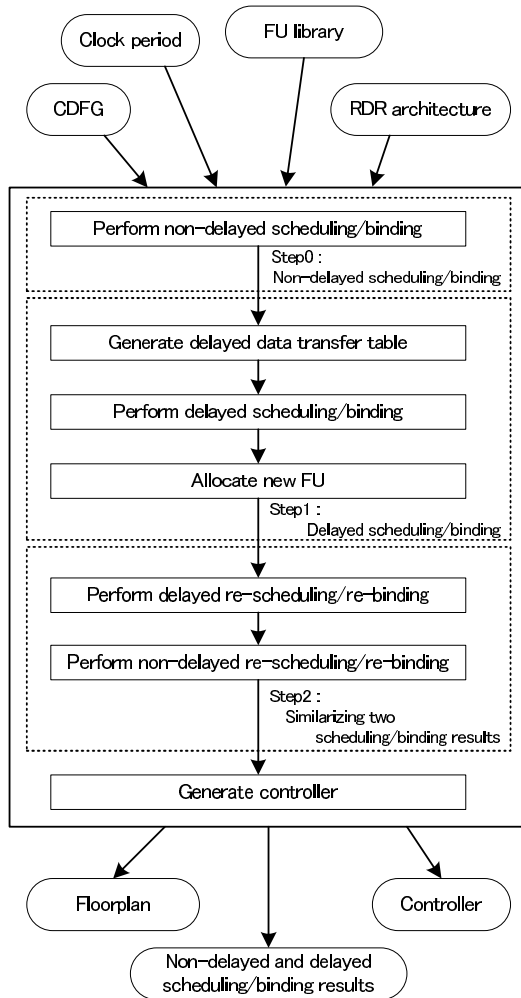 Clock period
FU library
CDFG
RDR architecture
Perform non-delayed scheduling/binding
Step0 :
Non-delayed scheduling/binding
Generate delayed data transfer table
Perform delayed scheduling/binding
Allocate new FU
Step1 :
Delayed scheduling/binding
Perform delayed re-scheduling/re-binding
Perform non-delayed re-scheduling/re-binding
Step2 :
Similarizing two
scheduling/binding results
Generate controller
Floorplan
Controller
Non-delayed and delayed
scheduling/binding results